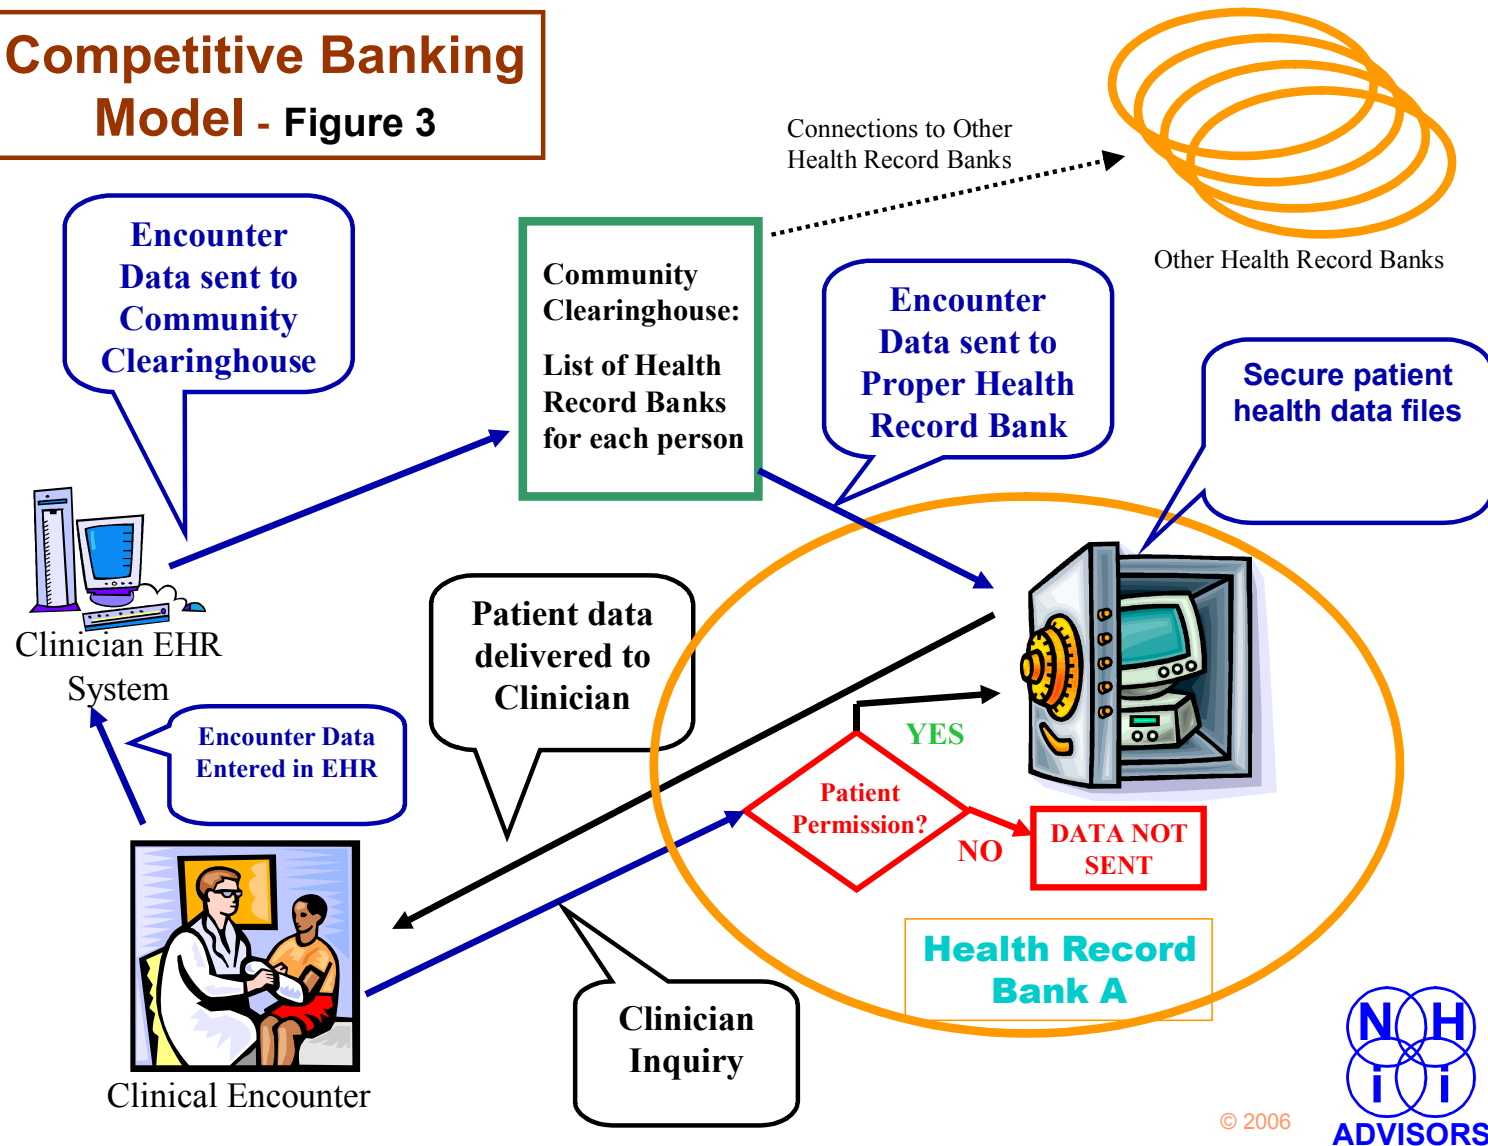 Competitive Banking
Model - Figure 3
Connections to Other
Health Record Banks
Other Health Record Banks
Encounter
Data sent to
Community
Clearinghouse
Community
Clearinghouse:
List of Health
Record Banks
for each person
Encounter
Data sent to
Proper Health
Record Bank
Secure patient
health data files
Clinician EHR
System
Patient data
delivered to
Clinician
Encounter Data
Entered in EHR
YES
Patient
Permission?
NO
DATA NOT
SENT
Health Record
Bank A
Clinician
Inquiry
Clinical Encounter
© 2006
N H
i i
ADVISORS